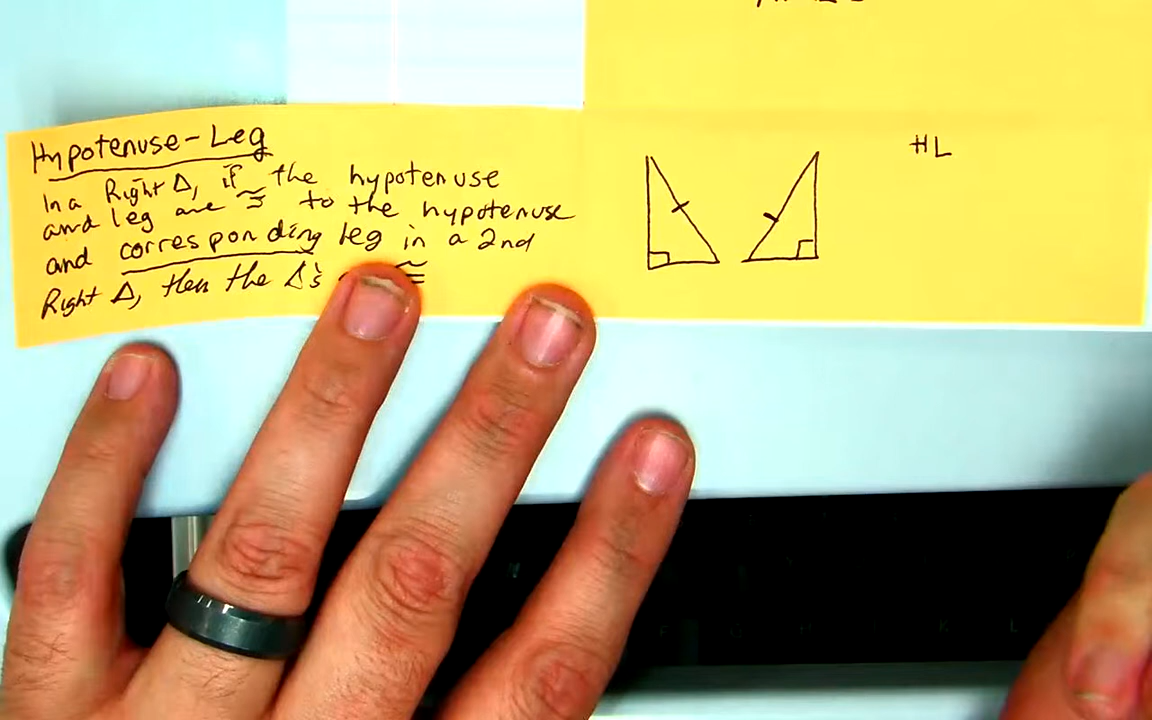 Hypotenuse-Leg
In a Right Δ, if the hypotenuse
and leg are ≅ to the hypotenuse
and corresponding leg in a 2nd
Right Δ, then the Δ's ≅
HL